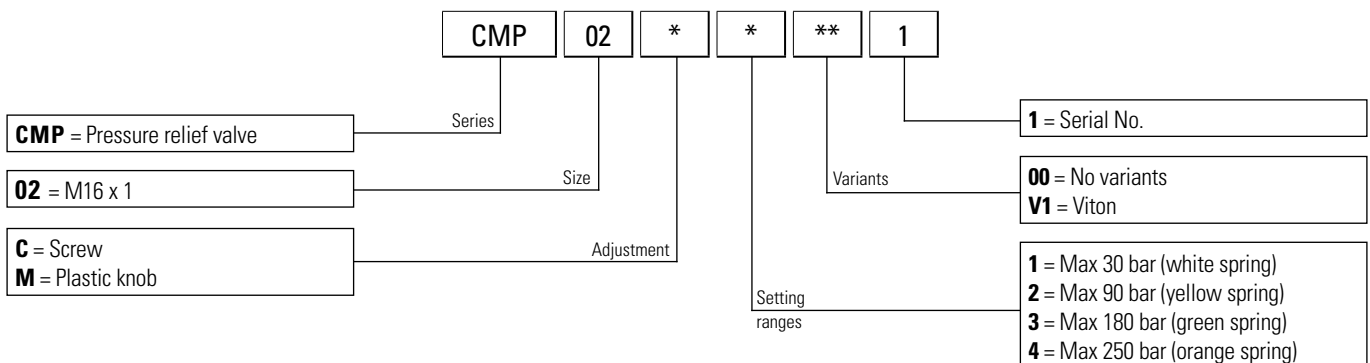 CMP 02 * * ** 1
Series
CMP = Pressure relief valve
Size
02 = M16 x 1
Adjustment
C = Screw
M = Plastic knob
1 = Serial No.
Variants
00 = No variants
V1 = Viton
Setting
ranges
1 = Max 30 bar (white spring)
2 = Max 90 bar (yellow spring)
3 = Max 180 bar (green spring)
4 = Max 250 bar (orange spring)